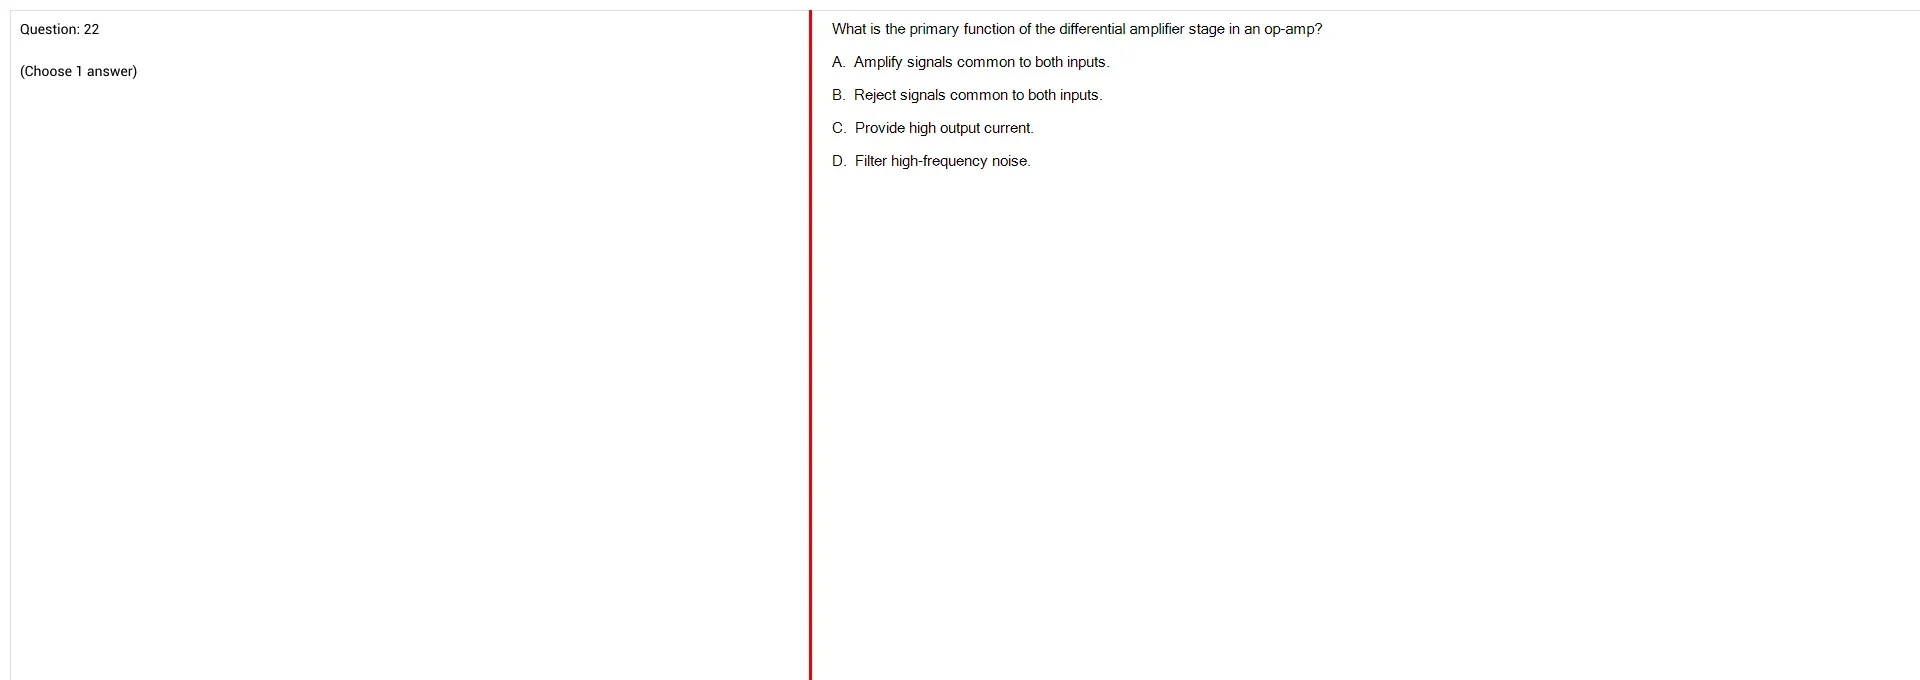 Question: 22
(Choose 1 answer)
What is the primary function of the differential amplifier stage in an op-amp?
A. Amplify signals common to both inputs.
B. Reject signals common to both inputs.
C. Provide high output current.
D. Filter high-frequency noise.